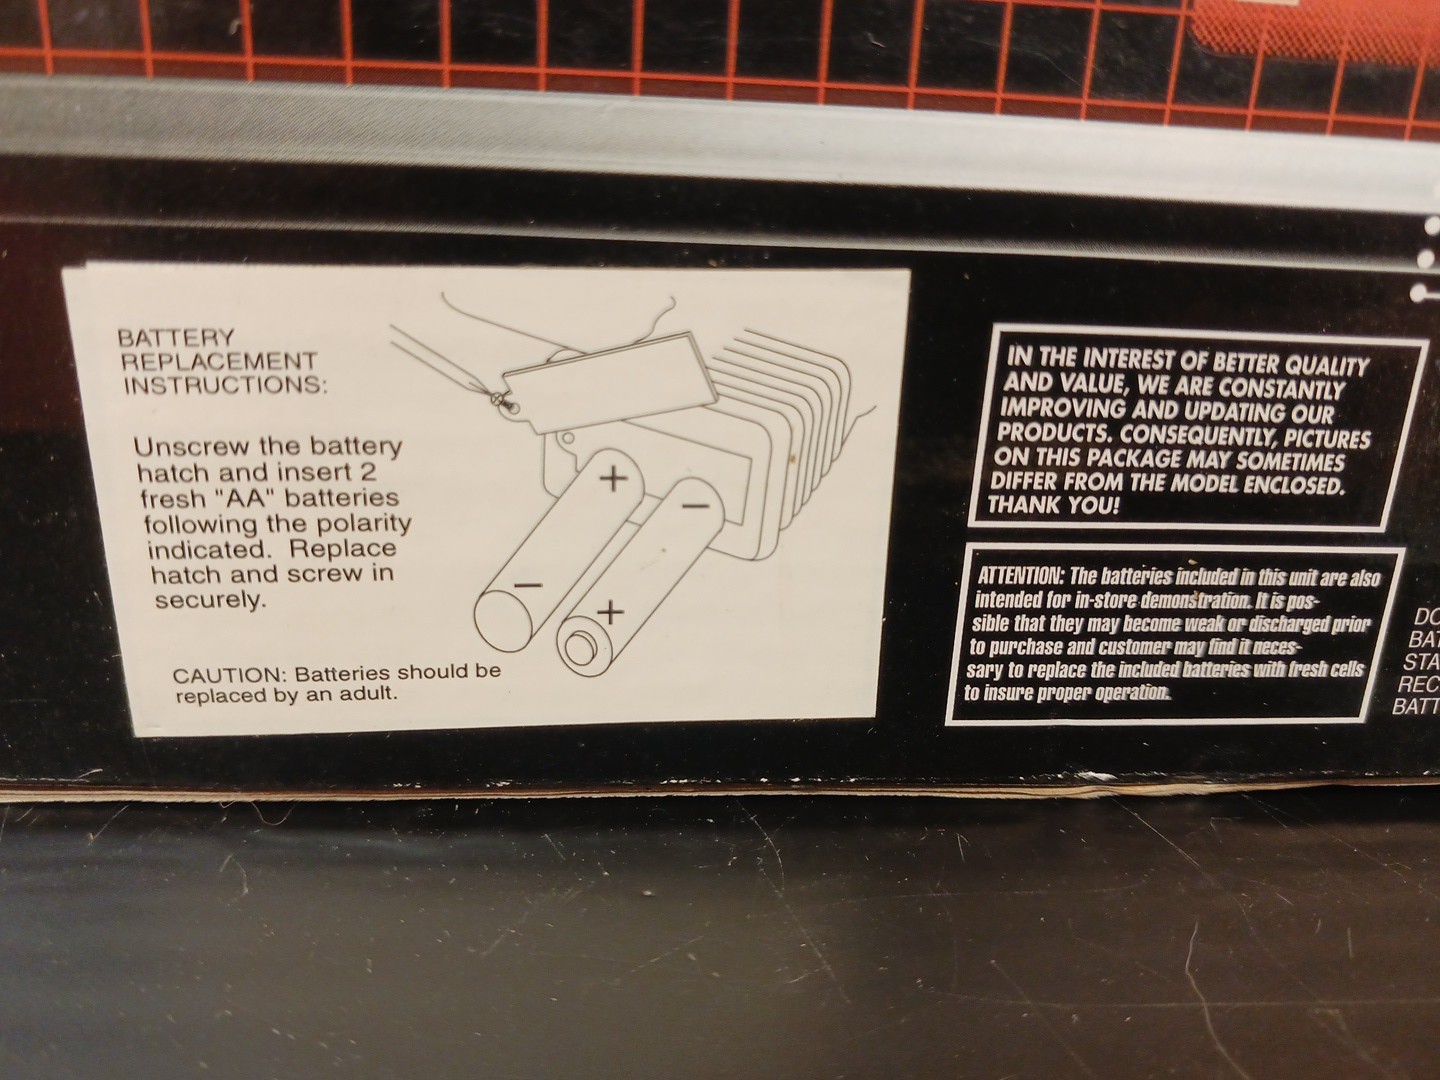 BATTERY
REPLACEMENT
INSTRUCTIONS:
Unscrew the battery
hatch and insert 2
fresh "AA" batteries
following the polarity
indicated. Replace
hatch and screw in
securely.
CAUTION: Batteries should be
replaced by an adult.
+
−
−
+
IN THE INTEREST OF BETTER QUALITY
AND VALUE, WE ARE CONSTANTLY
IMPROVING AND UPDATING OUR
PRODUCTS. CONSEQUENTLY, PICTURES
ON THIS PACKAGE MAY SOMETIMES
DIFFER FROM THE MODEL ENCLOSED.
THANK YOU!
ATTENTION: The batteries included in this unit are also
intended for in-store demonstration. It is pos-
sible that they may become weak or discharged prior
to purchase and customer may find it neces-
sary to replace the included batteries with fresh cells
to insure proper operation.